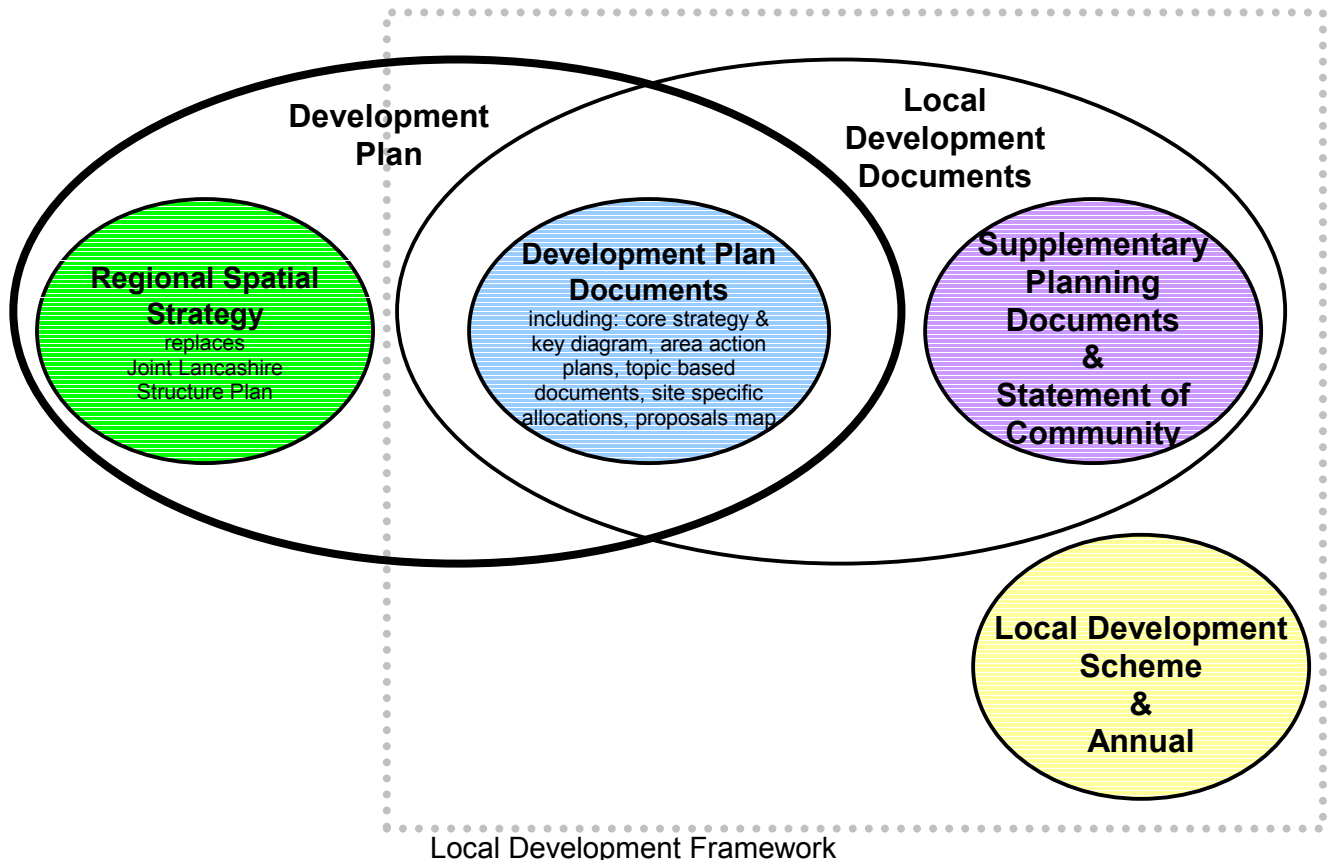 Development
Plan
Local
Development
Documents
Regional Spatial
Strategy
replaces
Joint Lancashire
Structure Plan
Development Plan
Documents
including: core strategy &
key diagram, area action
plans, topic based
documents, site specific
allocations, proposals map
Supplementary
Planning
Documents
&
Statement of
Community
Local Development
Scheme
&
Annual
Local Development Framework